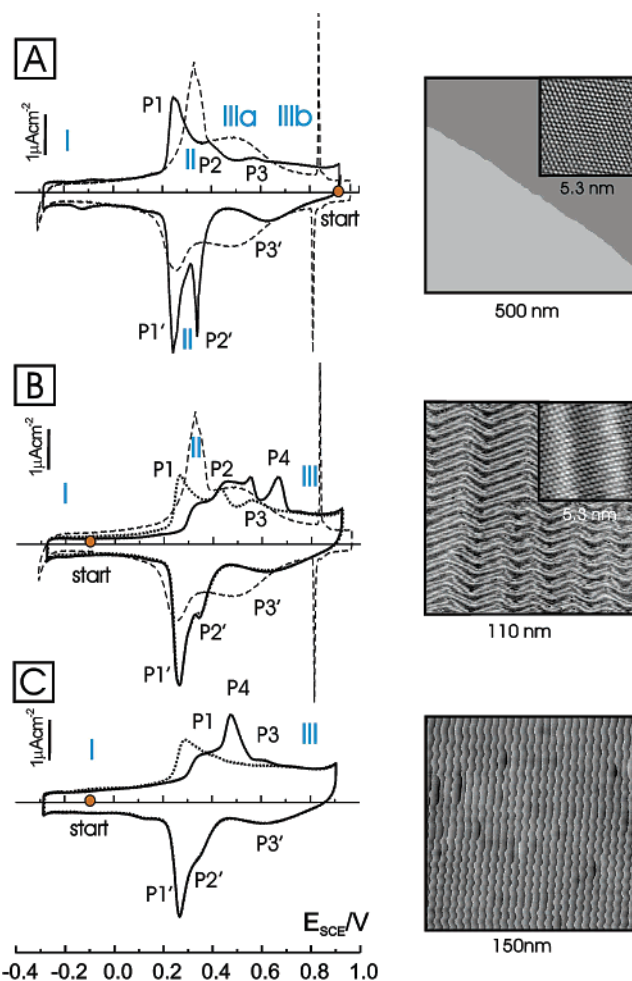 A
1μAcm⁻²
I
P1
II
P2
IIIa
P3
IIIb
start
P3'
P1'
II
P2'
5.3 nm
500 nm
B
1μAcm⁻²
I
P1
II
P2
P4
III
P3
start
P3'
P2'
P1'
5.3 nm
110 nm
C
1μAcm⁻²
I
P1
P4
P3
III
start
P1'
P2'
P3'
E_SCE/V
-0.4 -0.2 0.0 0.2 0.4 0.6 0.8 1.0
150nm